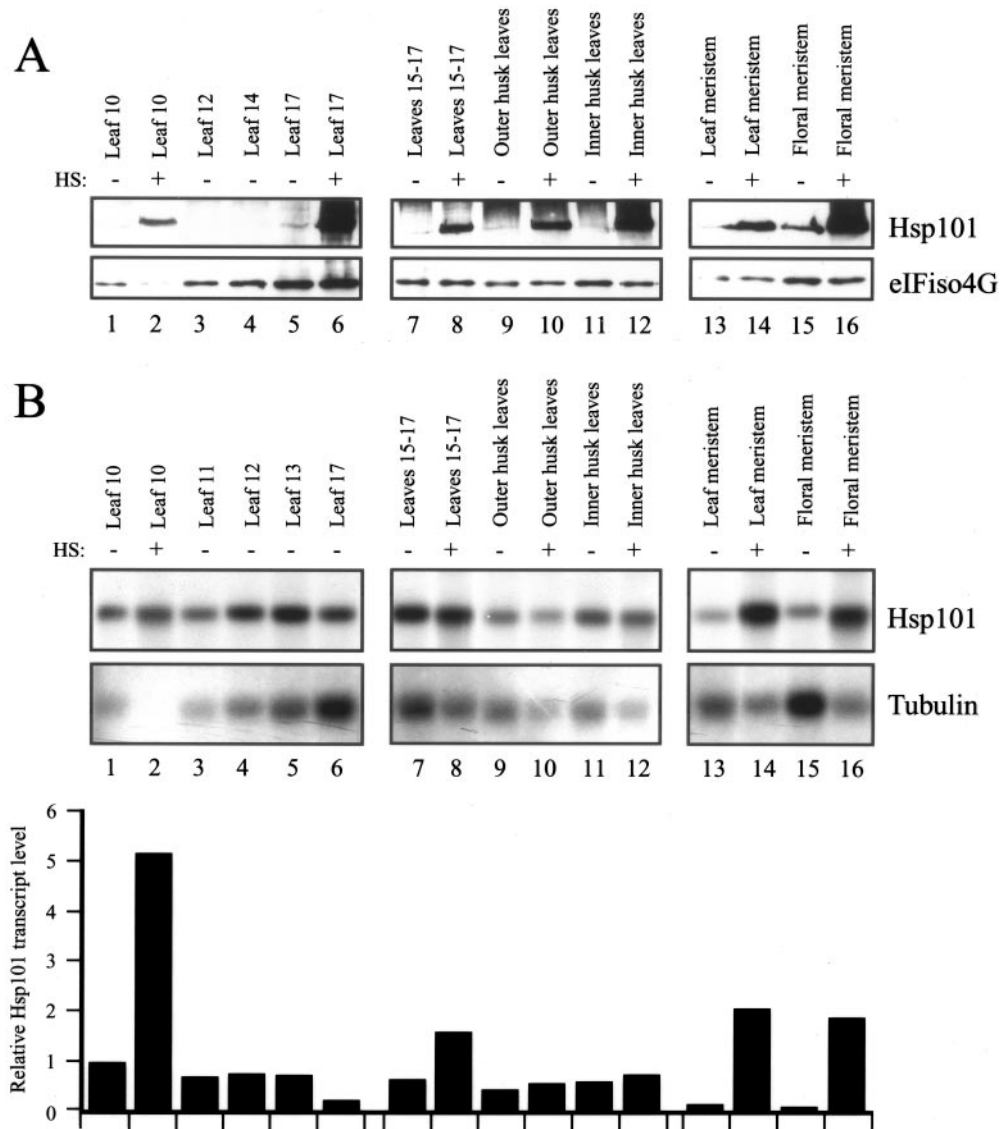 A
Leaf 10
Leaf 10
Leaf 12
Leaf 14
Leaf 17
Leaf 17
Leaves 15-17
Leaves 15-17
Outer husk leaves
Outer husk leaves
Inner husk leaves
Inner husk leaves
Leaf meristem
Leaf meristem
Floral meristem
Floral meristem
HS: - + - - - + - + - + - + - + - +
Hsp101
eIFiso4G
1 2 3 4 5 6 7 8 9 10 11 12 13 14 15 16
B
Leaf 10
Leaf 10
Leaf 11
Leaf 12
Leaf 13
Leaf 17
Leaves 15-17
Leaves 15-17
Outer husk leaves
Outer husk leaves
Inner husk leaves
Inner husk leaves
Leaf meristem
Leaf meristem
Floral meristem
Floral meristem
HS: - + - - - - - + - + - + - + - +
Hsp101
Tubulin
1 2 3 4 5 6 7 8 9 10 11 12 13 14 15 16
Relative Hsp101 transcript level
6
5
4
3
2
1
0